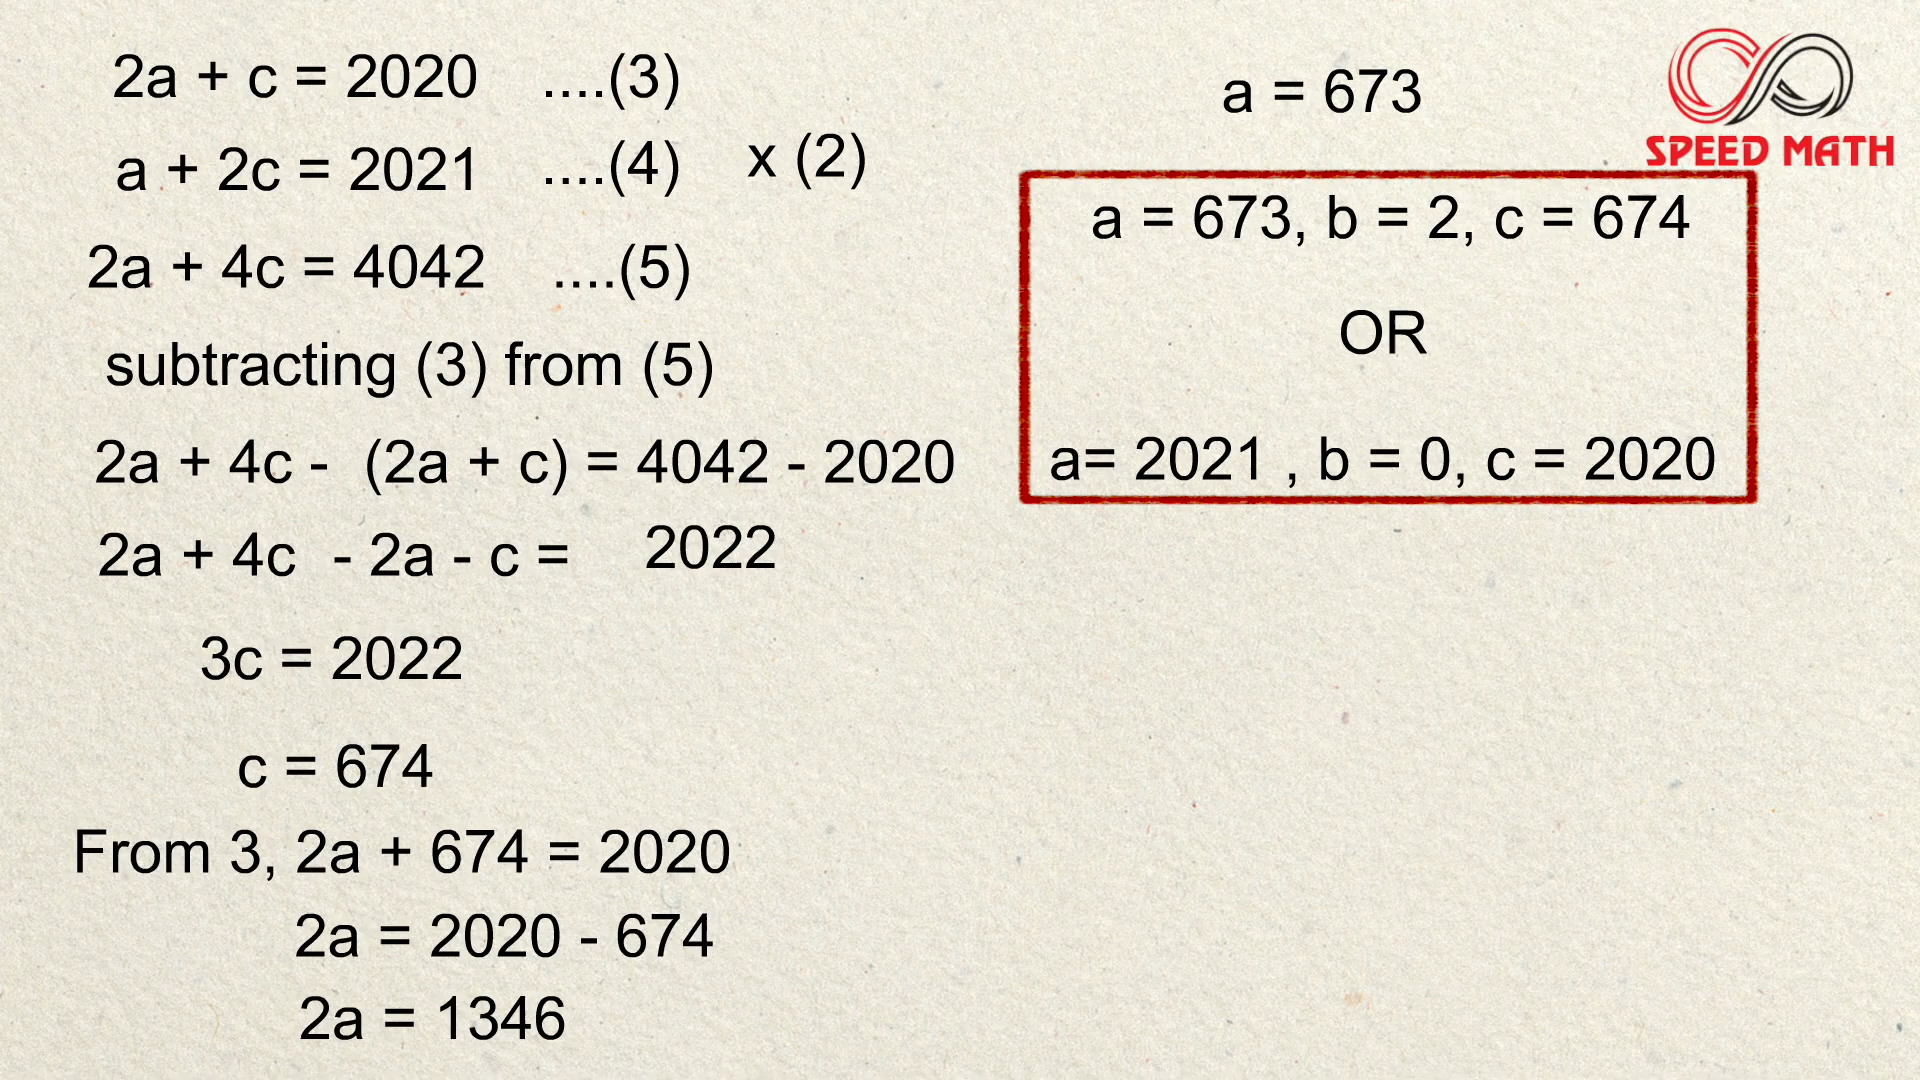 2a + c = 2020 ....(3)
a + 2c = 2021 ....(4) x (2)
2a + 4c = 4042 ....(5)
subtracting (3) from (5)
2a + 4c - (2a + c) = 4042 - 2020
2a + 4c - 2a - c = 2022
3c = 2022
c = 674
From 3, 2a + 674 = 2020
2a = 2020 - 674
2a = 1346
a = 673
SPEED MATH
a = 673, b = 2, c = 674
OR
a= 2021 , b = 0, c = 2020